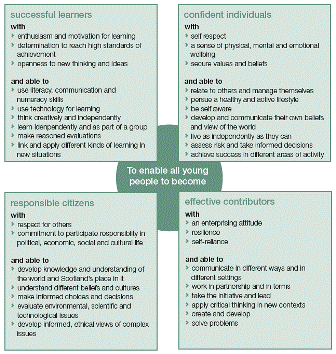 successful learners
with
› enthusiasm and motivation for learning
› determination to reach high standards of
achievement
› openness to new thinking and ideas
and able to
› use literacy, communication and
numeracy skills
› use technology for learning
› think creatively and independently
› learn independently and as part of a group
› make reasoned evaluations
› link and apply different kinds of learning in
new situations
confident individuals
with
› self respect
› a sense of physical, mental and emotional
wellbing
› secure values and beliefs
and able to
› relate to others and manage themselves
› persue a healthy and active lifestyle
› be self aware
› develop and communicate their own beliefs
and view of the world
› live as independently as they can
› assess risk and take informed decisions
› achieve success in different areas of activity
To enable all young
people to become
responsible citizens
with
› respect for others
› commitment to participate responsibility in
political, economic, social and cultural life
and able to
› develop knowledge and understanding of
the world and Scotland's place in it
› understand different beliefs and cultures
› make informed choices and decisions
› evaluate environmental, scientific and
technological issues
› develop informed, ethical views of complex
issues
effective contributors
with
› an enterprising attitude
› resilience
› self-reliance
and able to
› communicate in different ways and in
different settings
› work in partnership and in terms
› take the initiative and lead
› apply critical thinking in new contexts
› create and develop
› solve problems